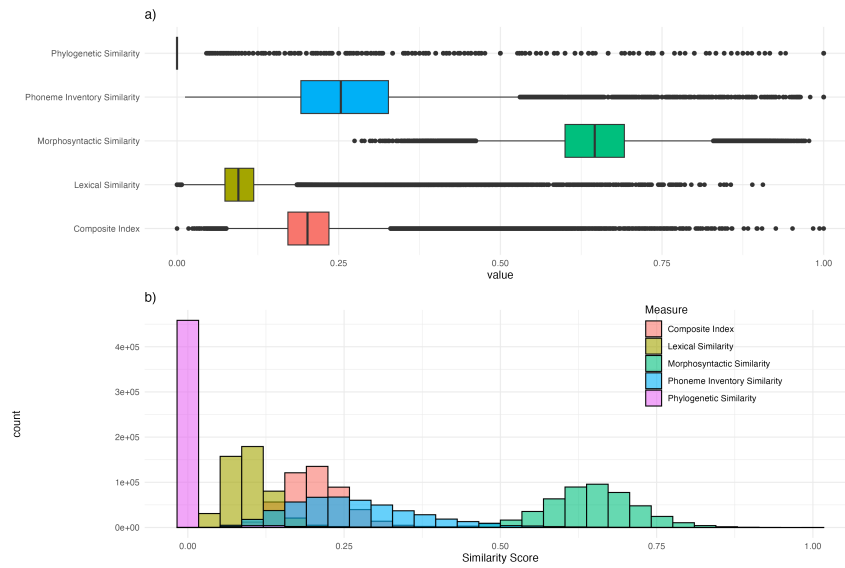 a)
Phylogenetic Similarity
Phoneme Inventory Similarity
Morphosyntactic Similarity
Lexical Similarity
Composite Index
0.00 0.25 0.50 0.75 1.00
value
b)
Measure
Composite Index
Lexical Similarity
Morphosyntactic Similarity
Phoneme Inventory Similarity
Phylogenetic Similarity
4e+05
3e+05
2e+05
1e+05
0e+00
count
0.00 0.25 0.50 0.75 1.00
Similarity Score